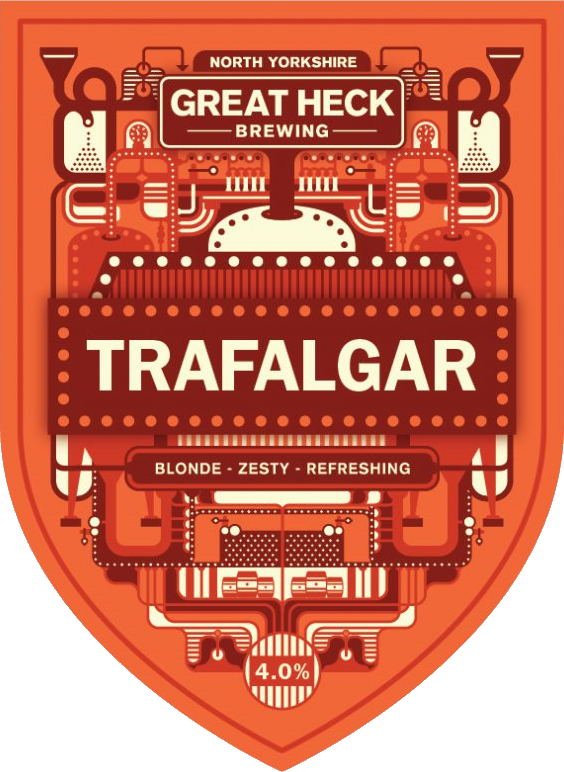 NORTH YORKSHIRE
GREAT HECK
BREWING
TRAFALGAR
BLONDE - ZESTY - REFRESHING
4.0%